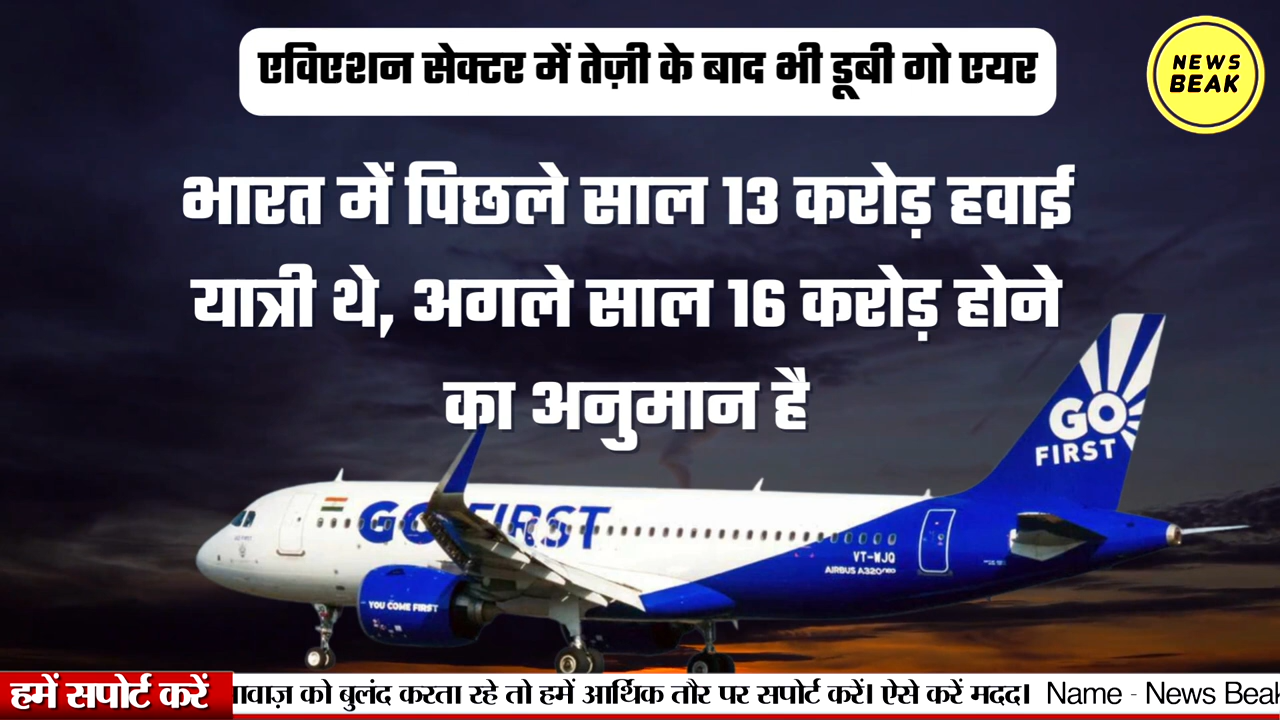 एविएशन सेक्टर में तेज़ी के बाद भी डूबी गो एयर
NEWS
BEAK
भारत में पिछले साल 13 करोड़ हवाई
यात्री थे, अगले साल 16 करोड़ होने
का अनुमान है
GO
FIRST
GO FIRST
VT-WJQ
AIRBUS A320neo
YOU COME FIRST
हमें सपोर्ट करें
को बुलंद करता रहे तो हमें आर्थिक तौर पर सपोर्ट करें। ऐसे करें मदद। Name - News Beak